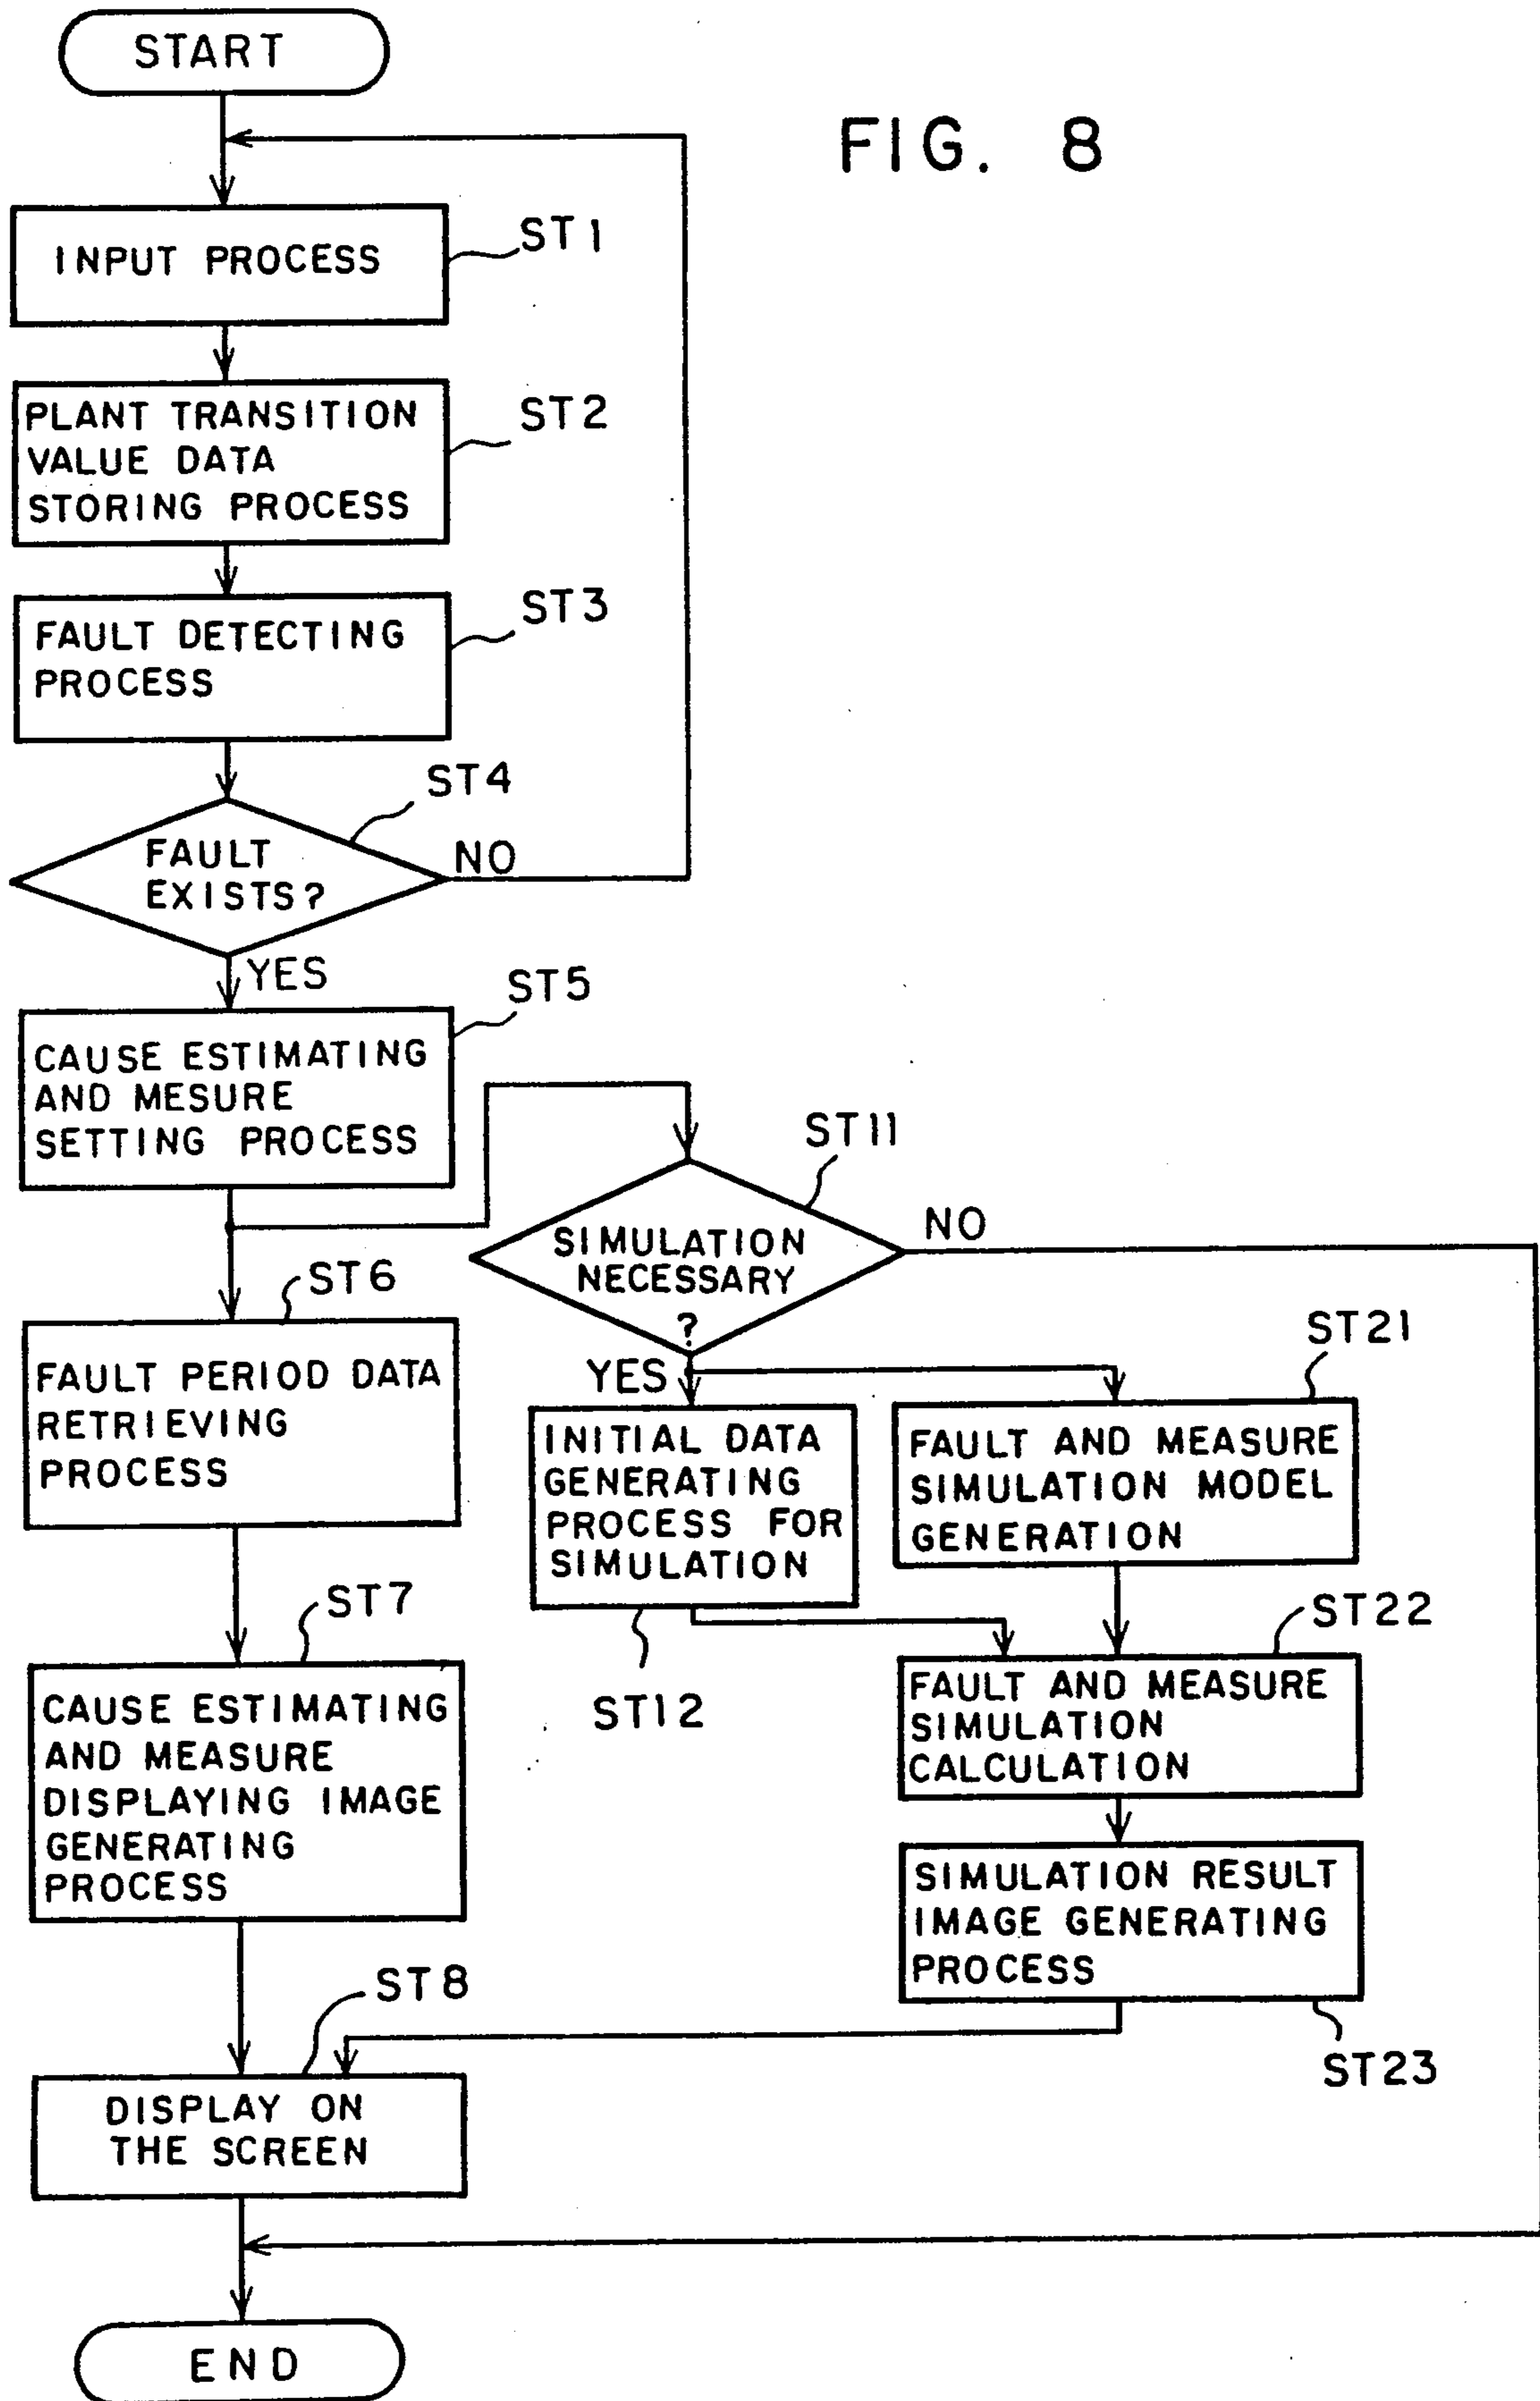 START
FIG. 8
INPUT PROCESS
ST1
PLANT TRANSITION
VALUE DATA
STORING PROCESS
ST2
FAULT DETECTING
PROCESS
ST3
FAULT
EXISTS?
ST4
NO
YES
CAUSE ESTIMATING
AND MESURE
SETTING PROCESS
ST5
SIMULATION
NECESSARY
?
ST11
NO
YES
FAULT PERIOD DATA
RETRIEVING
PROCESS
ST6
INITIAL DATA
GENERATING
PROCESS FOR
SIMULATION
ST12
FAULT AND MEASURE
SIMULATION MODEL
GENERATION
ST21
CAUSE ESTIMATING
AND MEASURE
DISPLAYING IMAGE
GENERATING
PROCESS
ST7
FAULT AND MEASURE
SIMULATION
CALCULATION
ST22
SIMULATION RESULT
IMAGE GENERATING
PROCESS
ST23
DISPLAY ON
THE SCREEN
ST8
END